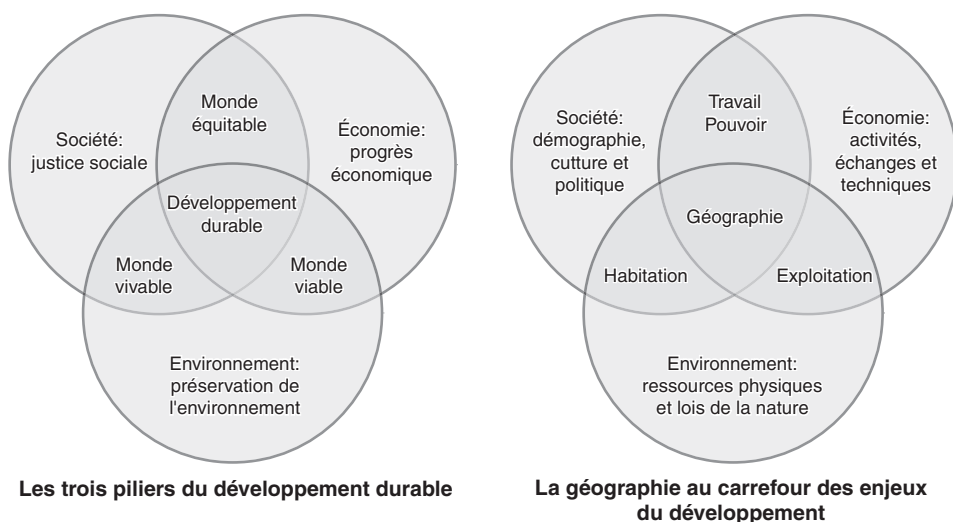 Monde
équitable
Société:
justice sociale
Économie:
progrès
économique
Développement
durable
Monde
vivable
Monde
viable
Environnement:
préservation de
l'environnement
Les trois piliers du développement durable
Travail
Pouvoir
Société:
démographie,
cutture et
politique
Économie:
activités,
échanges et
techniques
Géographie
Habitation
Exploitation
Environnement:
ressources physiques
et lois de la nature
La géographie au carrefour des enjeux
du développement